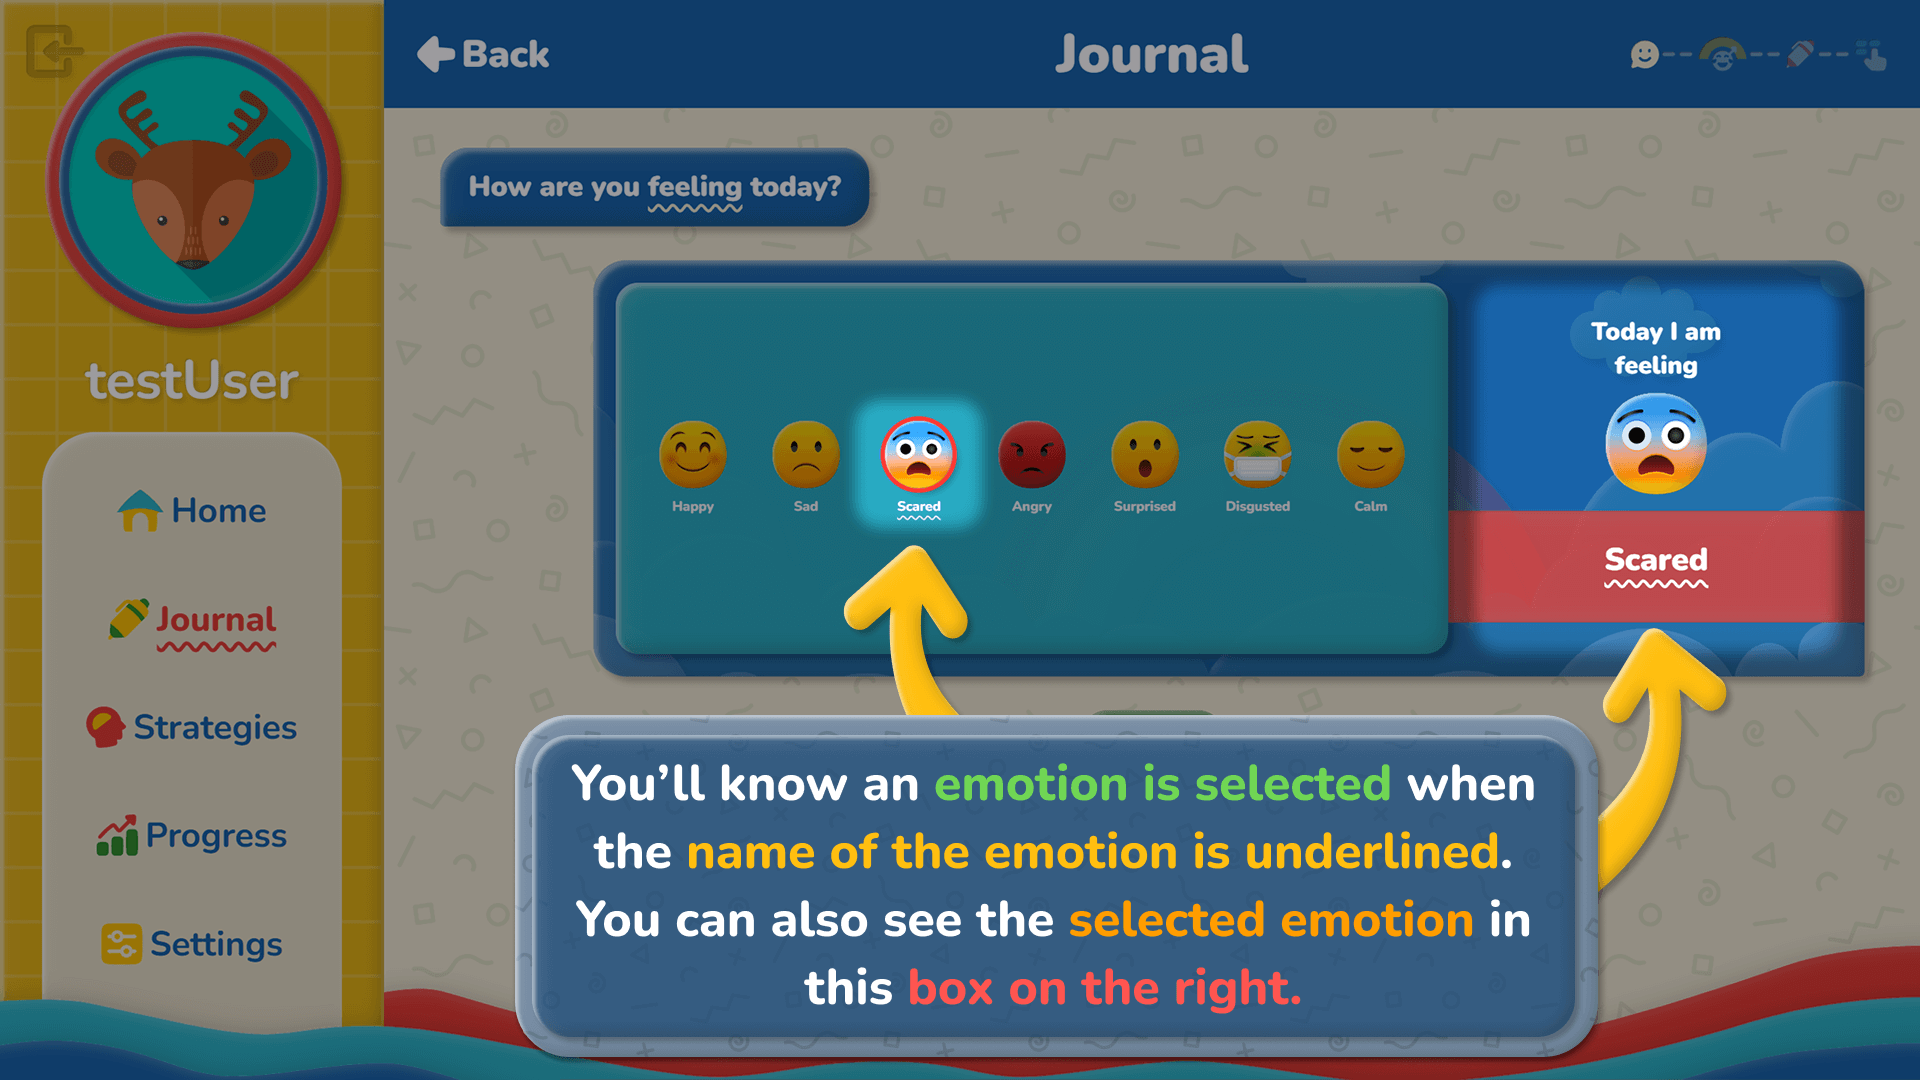 testUser
Home
Journal
Strategies
Progress
Settings
Back
Journal
How are you feeling today?
Happy
Sad
Scared
Angry
Surprised
Disgusted
Calm
Today I am
feeling
Scared
You’ll know an emotion is selected when
the name of the emotion is underlined.
You can also see the selected emotion in
this box on the right.